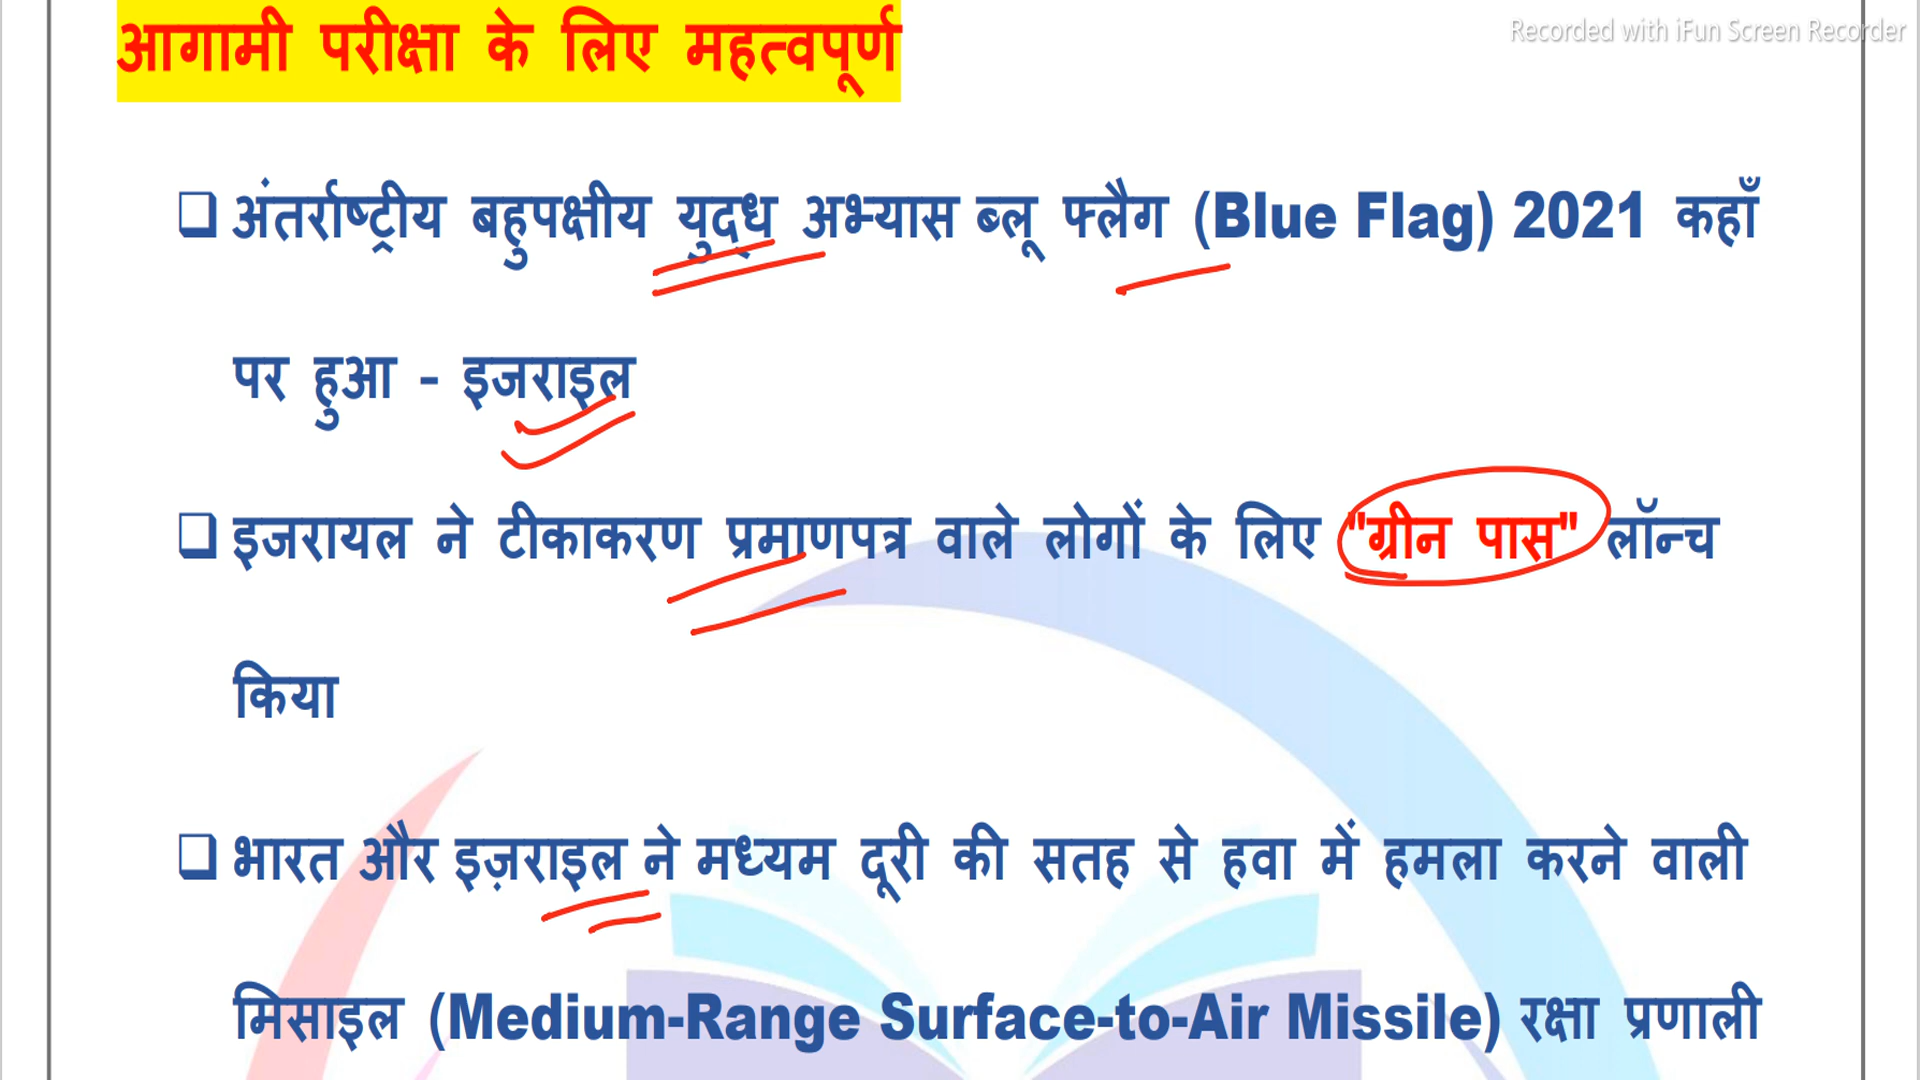 Recorded with iFun Screen Recorder
आगामी परीक्षा के लिए महत्वपूर्ण
❑ अंतर्राष्ट्रीय बहुपक्षीय युद्ध अभ्यास ब्लू फ्लैग (Blue Flag) 2021 कहाँ
पर हुआ - इजराइल
❑ इजरायल ने टीकाकरण प्रमाणपत्र वाले लोगों के लिए "ग्रीन पास" लॉन्च
किया
❑ भारत और इज़राइल ने मध्यम दूरी की सतह से हवा में हमला करने वाली
मिसाइल (Medium-Range Surface-to-Air Missile) रक्षा प्रणाली